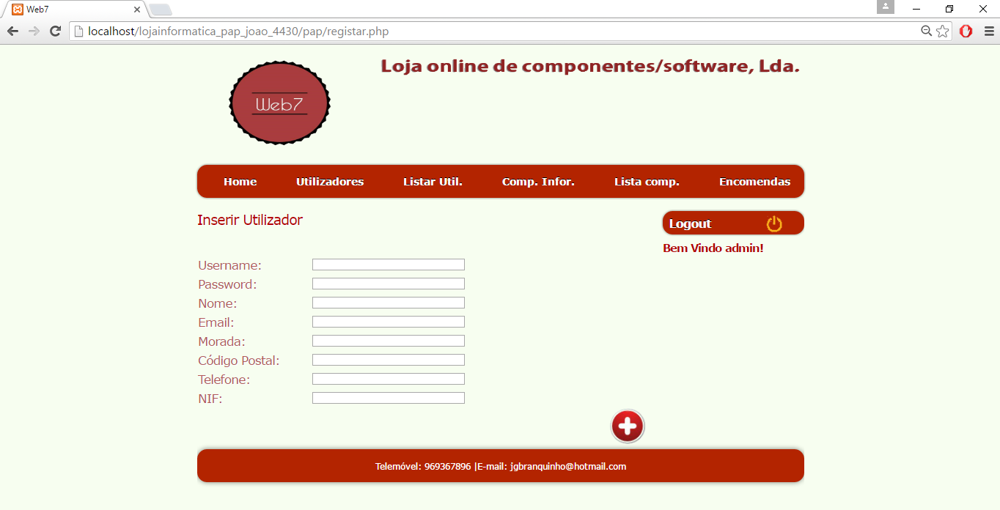 Web7
localhost/lojainformatica_pap_joao_4430/pap/registar.php
Loja online de componentes/software, Lda.
Web7
Home Utilizadores Listar Util. Comp. Infor. Lista comp. Encomendas
Inserir Utilizador
Logout
Bem Vindo admin!
Username:
Password:
Nome:
Email:
Morada:
Código Postal:
Telefone:
NIF:
Telemóvel: 969367896 |E-mail: jgbranquinho@hotmail.com